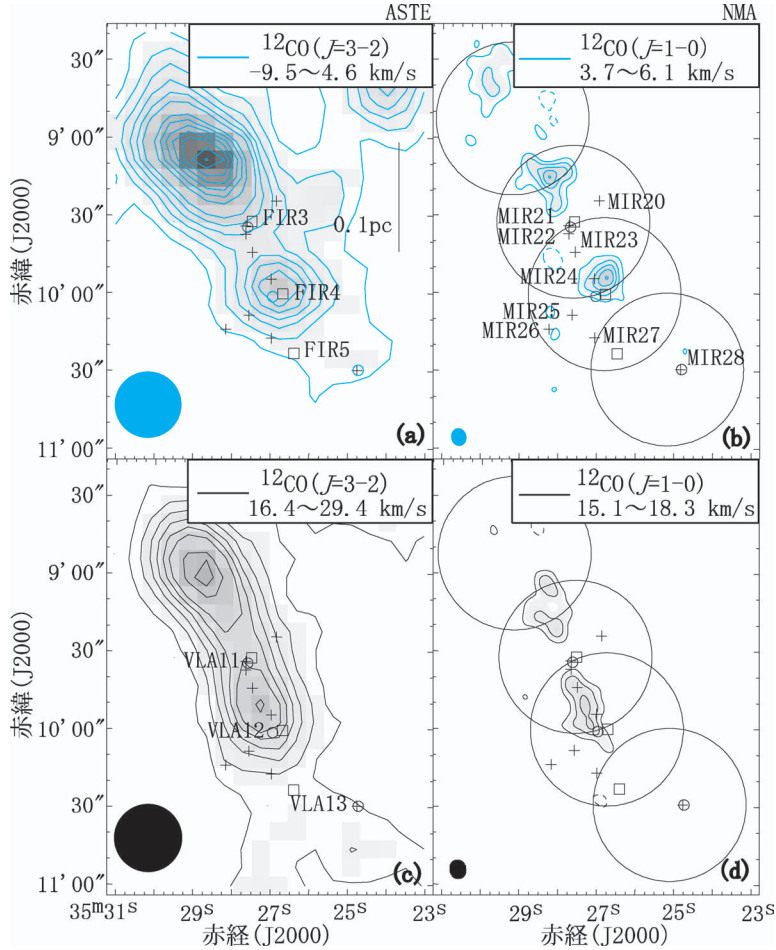 ASTE
NMA
¹²CO(J=3−2)
−9.5〜4.6 km/s
¹²CO(J=1−0)
3.7〜6.1 km/s
9′00″
30″
10′00″
30″
11′00″
赤緯(J2000)
FIR3
0.1pc
FIR4
FIR5
(a)
MIR20
MIR21
MIR22
MIR23
MIR24
MIR25
MIR26
MIR27
MIR28
(b)
¹²CO(J=3−2)
16.4〜29.4 km/s
¹²CO(J=1−0)
15.1〜18.3 km/s
30″
9′00″
30″
10′00″
30″
11′00″
赤緯(J2000)
VLA11
VLA12
VLA13
(c)
(d)
35ᵐ31ˢ 29ˢ 27ˢ 25ˢ
29ˢ 27ˢ 25ˢ 23ˢ
赤経(J2000)
赤経(J2000)